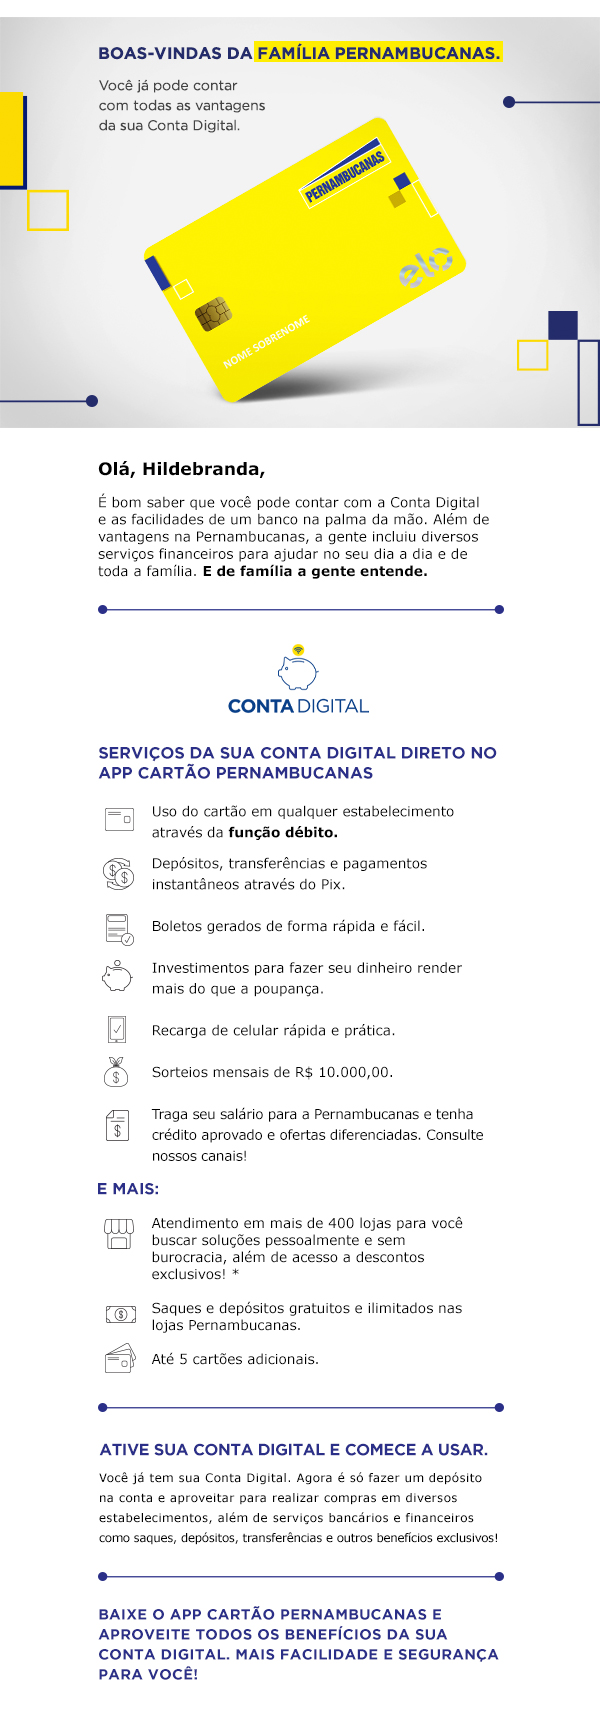 BOAS-VINDAS DA FAMÍLIA PERNAMBUCANAS.
Você já pode contar
com todas as vantagens
da sua Conta Digital.
PERNAMBUCANAS
elo
NOME SOBRENOME
Olá, Hildebranda,
É bom saber que você pode contar com a Conta Digital
e as facilidades de um banco na palma da mão. Além de
vantagens na Pernambucanas, a gente incluiu diversos
serviços financeiros para ajudar no seu dia a dia e de
toda a família. E de família a gente entende.
CONTA DIGITAL
SERVIÇOS DA SUA CONTA DIGITAL DIRETO NO
APP CARTÃO PERNAMBUCANAS
Uso do cartão em qualquer estabelecimento
através da função débito.
Depósitos, transferências e pagamentos
instantâneos através do Pix.
Boletos gerados de forma rápida e fácil.
Investimentos para fazer seu dinheiro render
mais do que a poupança.
Recarga de celular rápida e prática.
Sorteios mensais de R$ 10.000,00.
Traga seu salário para a Pernambucanas e tenha
crédito aprovado e ofertas diferenciadas. Consulte
nossos canais!
E MAIS:
Atendimento em mais de 400 lojas para você
buscar soluções pessoalmente e sem
burocracia, além de acesso a descontos
exclusivos! *
Saques e depósitos gratuitos e ilimitados nas
lojas Pernambucanas.
Até 5 cartões adicionais.
ATIVE SUA CONTA DIGITAL E COMECE A USAR.
Você já tem sua Conta Digital. Agora é só fazer um depósito
na conta e aproveitar para realizar compras em diversos
estabelecimentos, além de serviços bancários e financeiros
como saques, depósitos, transferências e outros benefícios exclusivos!
BAIXE O APP CARTÃO PERNAMBUCANAS E
APROVEITE TODOS OS BENEFÍCIOS DA SUA
CONTA DIGITAL. MAIS FACILIDADE E SEGURANÇA
PARA VOCÊ!